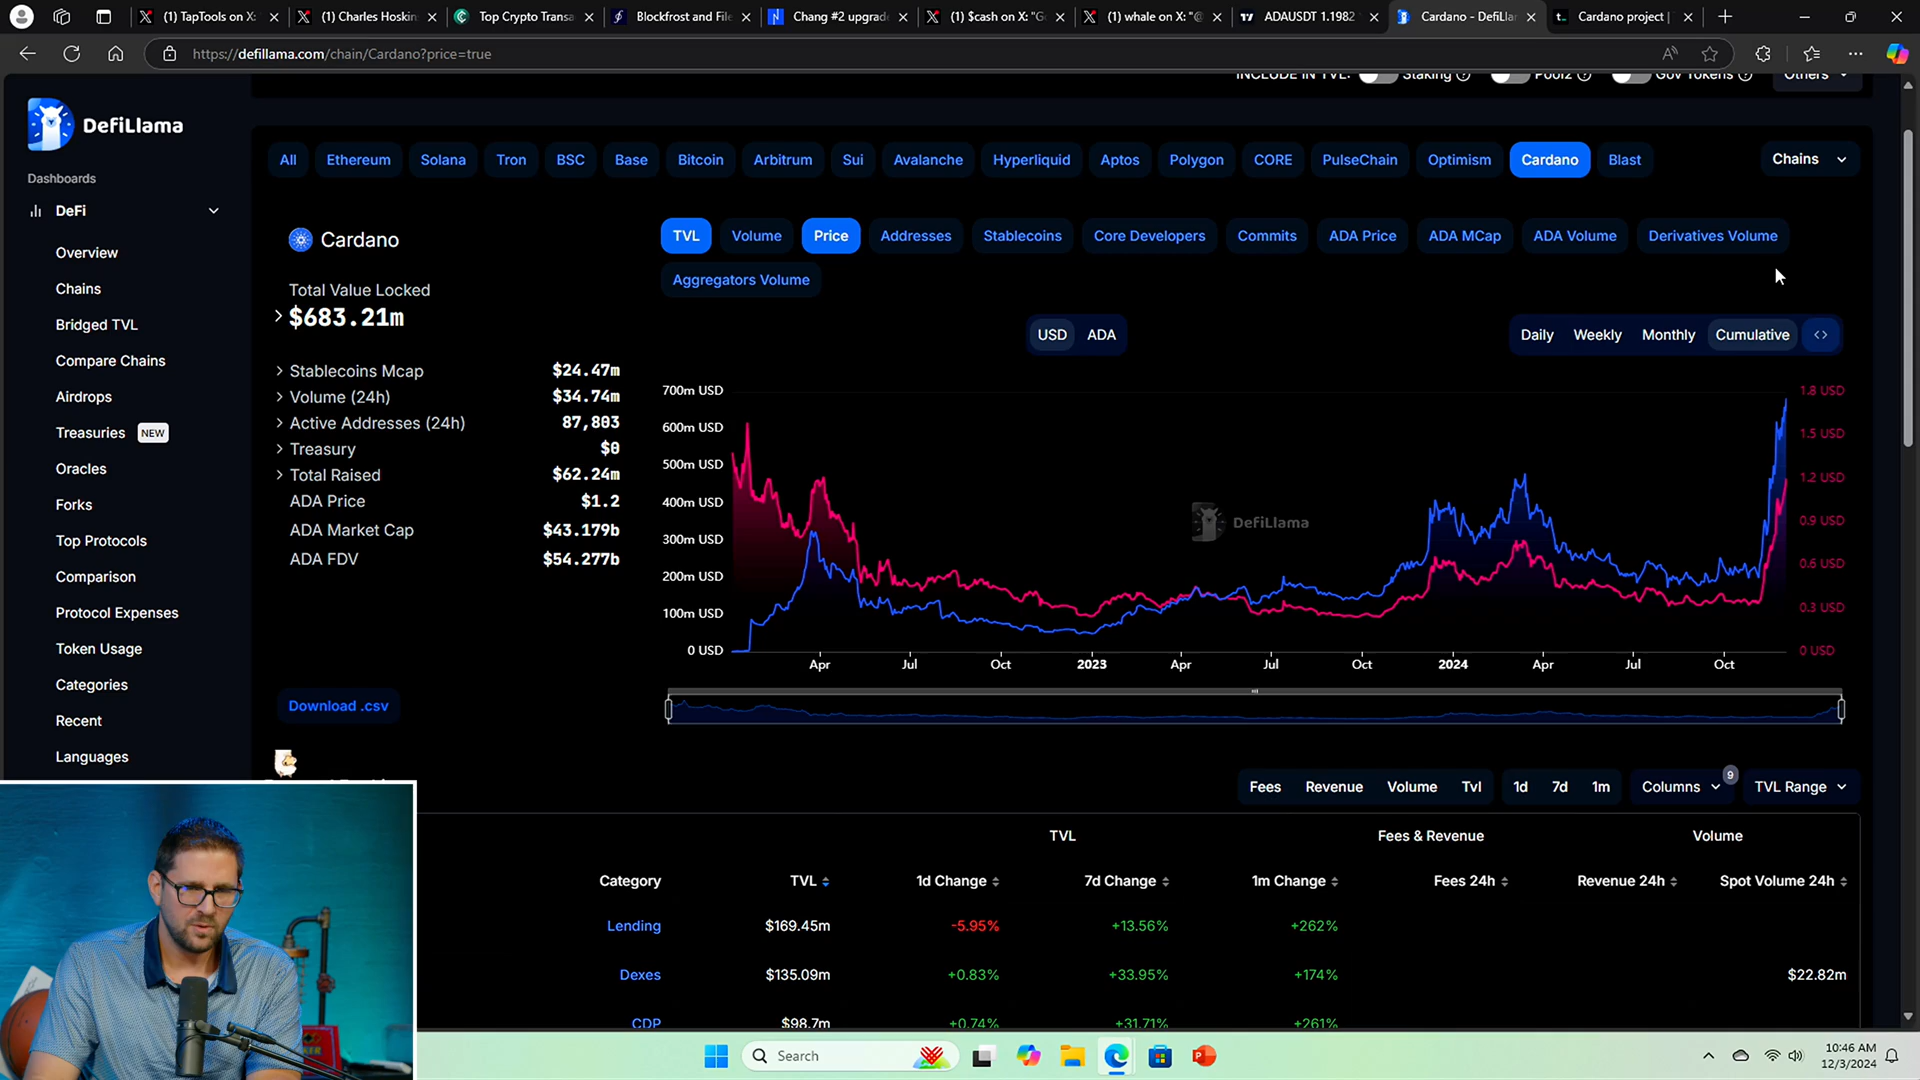 (1) TapTools on X:
(1) Charles Hoskin
Top Crypto Transa
Blockfrost and File
Chang #2 upgrade
(1) $cash on X: "Go
(1) whale on X: "@
ADAUSDT 1.1982
Cardano - DefiLlar
Cardano project |
https://defillama.com/chain/Cardano?price=true
INCLUDE IN TVL: Staking Pool2 Gov Tokens Others
DefiLlama
All Ethereum Solana Tron BSC Base Bitcoin Arbitrum Sui Avalanche Hyperliquid Aptos Polygon CORE PulseChain Optimism Cardano Blast Chains
Dashboards
DeFi
Overview
Chains
Bridged TVL
Compare Chains
Airdrops
Treasuries NEW
Oracles
Forks
Top Protocols
Comparison
Protocol Expenses
Token Usage
Categories
Recent
Languages
Cardano
Total Value Locked
$683.21m
Stablecoins Mcap $24.47m
Volume (24h) $34.74m
Active Addresses (24h) 87,803
Treasury $0
Total Raised $62.24m
ADA Price $1.2
ADA Market Cap $43.179b
ADA FDV $54.277b
Download .csv
TVL Volume Price Addresses Stablecoins Core Developers Commits ADA Price ADA MCap ADA Volume Derivatives Volume
Aggregators Volume
USD ADA
Daily Weekly Monthly Cumulative <>
700m USD 1.8 USD
600m USD 1.5 USD
500m USD 1.2 USD
400m USD 0.9 USD
300m USD 0.6 USD
200m USD 0.3 USD
100m USD
0 USD 0 USD
DefiLlama
Apr Jul Oct 2023 Apr Jul Oct 2024 Apr Jul Oct
Fees Revenue Volume Tvl 1d 7d 1m Columns 9 TVL Range
TVL Fees & Revenue Volume
Category TVL 1d Change 7d Change 1m Change Fees 24h Revenue 24h Spot Volume 24h
Lending $169.45m -5.95% +13.56% +262%
Dexes $135.09m +0.83% +33.95% +174% $22.82m
CDP $98.7m +0.74% +31.71% +261%
Search
10:46 AM
12/3/2024